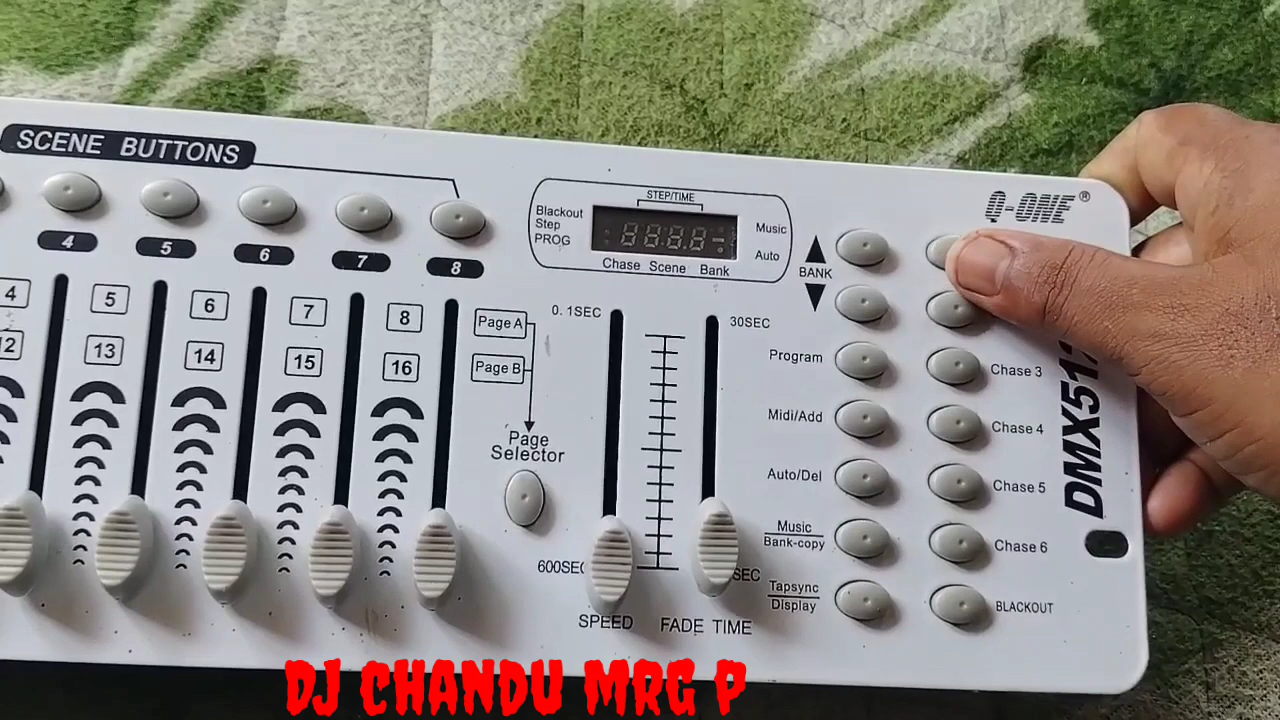 SCENE BUTTONS
4
5
6
7
8
STEP/TIME
Blackout
Step
PROG
Music
Auto
Chase Scene Bank
Q-ONE®
BANK
4
5
6
7
8
13
14
15
16
Page A
Page B
Page
Selector
0.1SEC
30SEC
Program
Midi/Add
Auto/Del
Music
Bank-copy
Tapsync
Display
Chase 3
Chase 4
Chase 5
Chase 6
BLACKOUT
SPEED
FADE TIME
DJ CHANDU MRG P